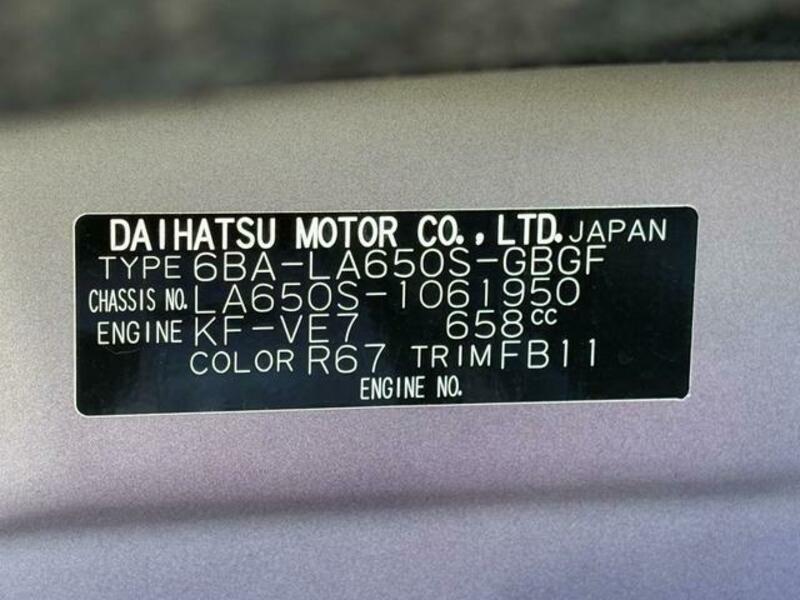 DAIHATSU MOTOR CO., LTD. JAPAN
TYPE 6BA-LA650S-GBGF
CHASSIS NO. LA650S-1061950
ENGINE KF-VE7 658cc
COLOR R67 TRIM FB11
ENGINE NO.